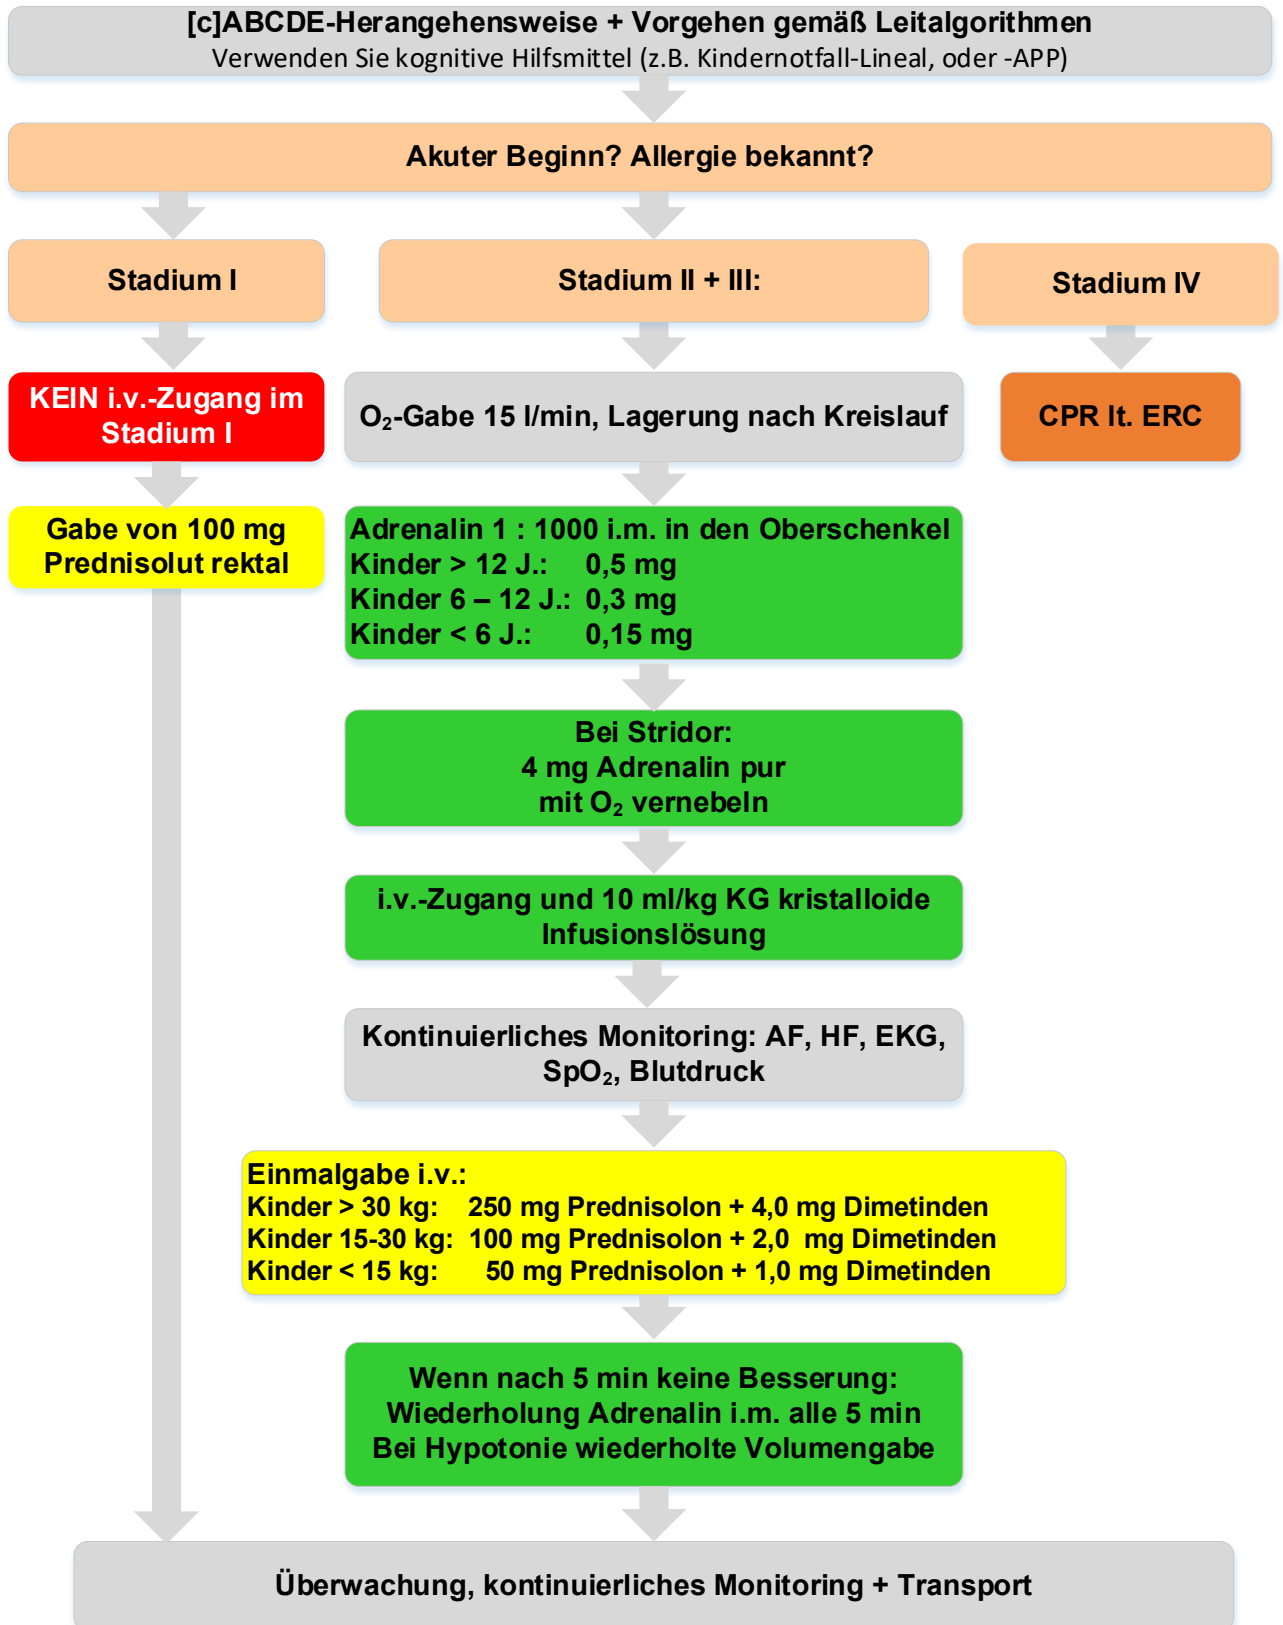 [c]ABCDE-Herangehensweise + Vorgehen gemäß Leitalgorithmen
Verwenden Sie kognitive Hilfsmittel (z.B. Kindernotfall-Lineal, oder -APP)
Akuter Beginn? Allergie bekannt?
Stadium I
Stadium II + III:
Stadium IV
KEIN i.v.-Zugang im
Stadium I
O₂-Gabe 15 l/min, Lagerung nach Kreislauf
CPR lt. ERC
Gabe von 100 mg
Prednisolut rektal
Adrenalin 1 : 1000 i.m. in den Oberschenkel
Kinder > 12 J.: 0,5 mg
Kinder 6 – 12 J.: 0,3 mg
Kinder < 6 J.: 0,15 mg
Bei Stridor:
4 mg Adrenalin pur
mit O₂ vernebeln
i.v.-Zugang und 10 ml/kg KG kristalloide
Infusionslösung
Kontinuierliches Monitoring: AF, HF, EKG,
SpO₂, Blutdruck
Einmalgabe i.v.:
Kinder > 30 kg: 250 mg Prednisolon + 4,0 mg Dimetinden
Kinder 15-30 kg: 100 mg Prednisolon + 2,0 mg Dimetinden
Kinder < 15 kg: 50 mg Prednisolon + 1,0 mg Dimetinden
Wenn nach 5 min keine Besserung:
Wiederholung Adrenalin i.m. alle 5 min
Bei Hypotonie wiederholte Volumengabe
Überwachung, kontinuierliches Monitoring + Transport